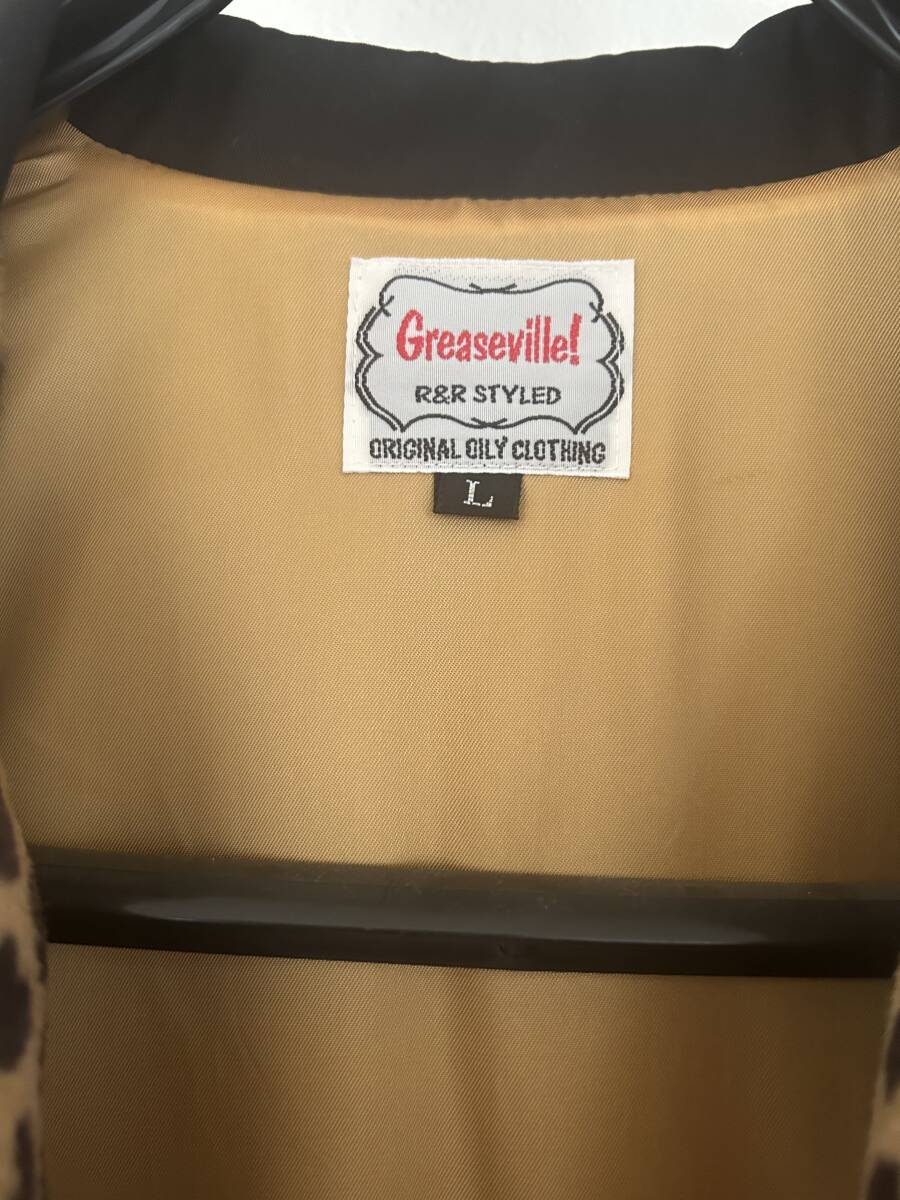 Greaseville!
R&R STYLED
ORIGINAL OILY CLOTHING
L